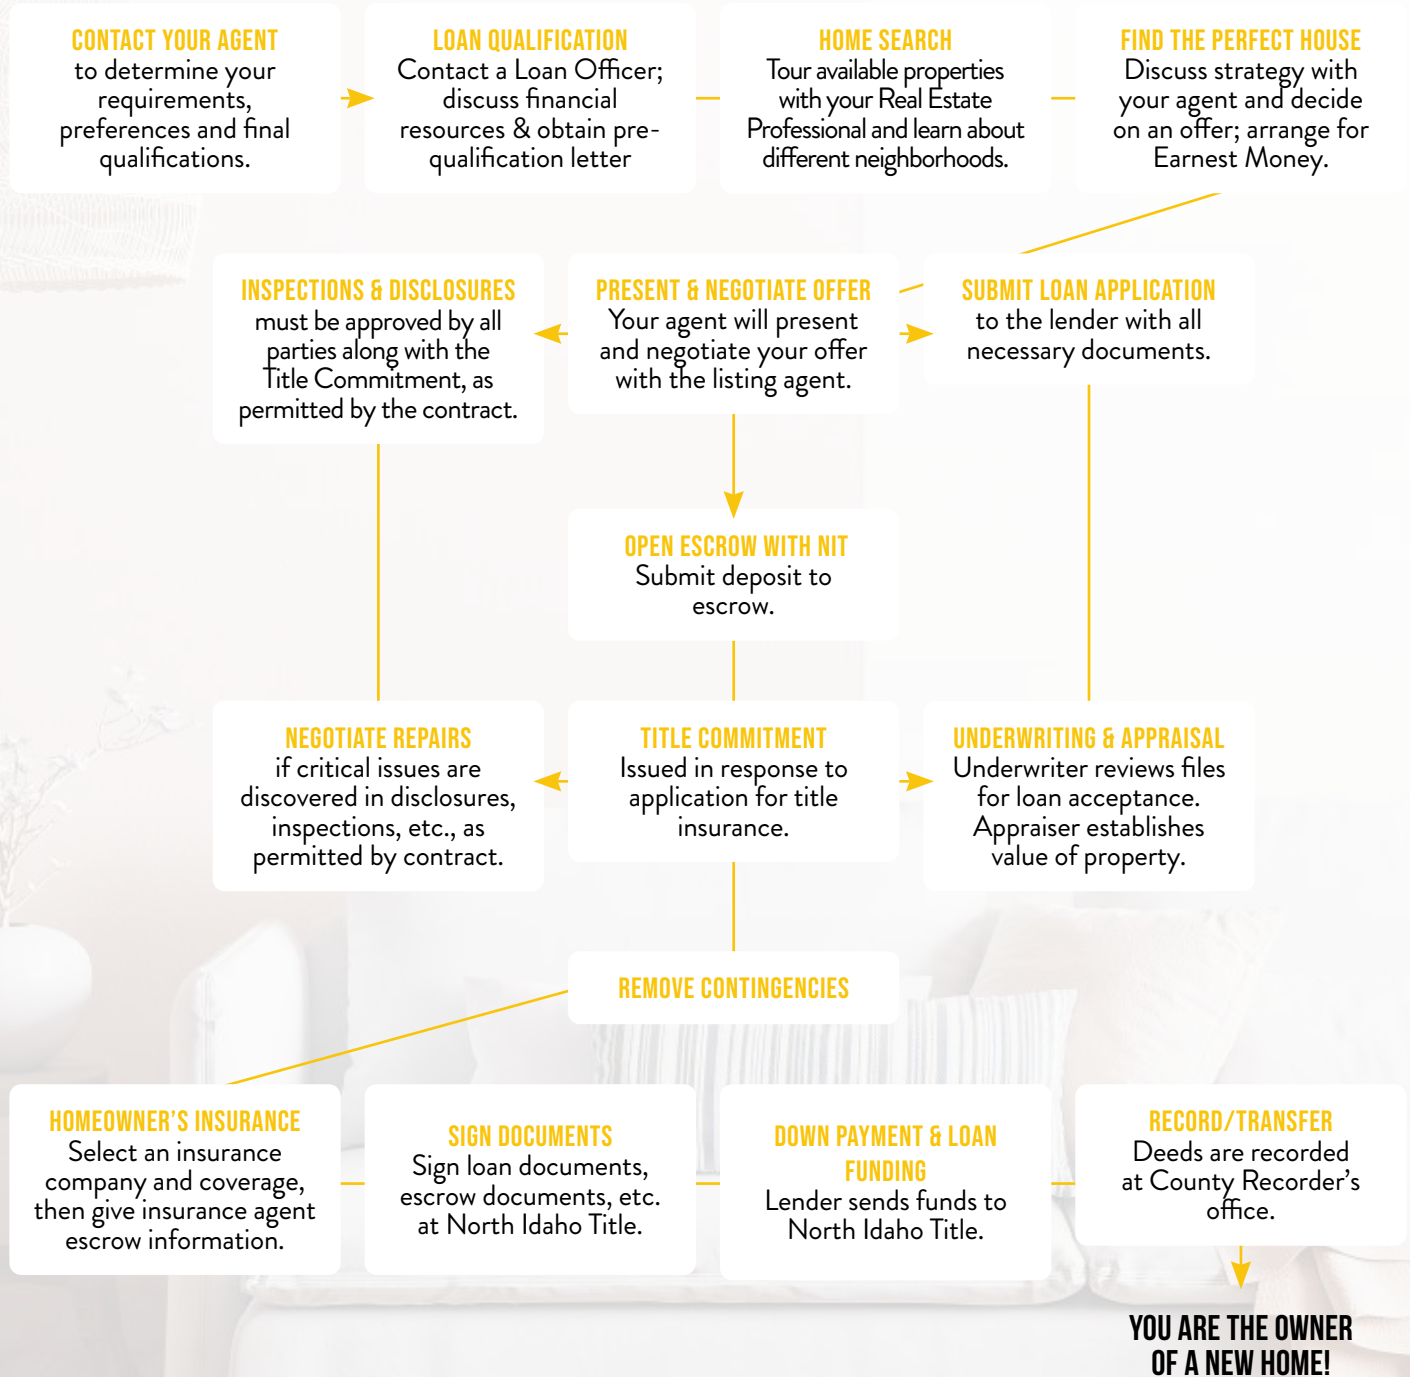 CONTACT YOUR AGENT
to determine your
requirements,
preferences and final
qualifications.
LOAN QUALIFICATION
Contact a Loan Officer;
discuss financial
resources & obtain pre-
qualification letter
HOME SEARCH
Tour available properties
with your Real Estate
Professional and learn about
different neighborhoods.
FIND THE PERFECT HOUSE
Discuss strategy with
your agent and decide
on an offer; arrange for
Earnest Money.
INSPECTIONS & DISCLOSURES
must be approved by all
parties along with the
Title Commitment, as
permitted by the contract.
PRESENT & NEGOTIATE OFFER
Your agent will present
and negotiate your offer
with the listing agent.
SUBMIT LOAN APPLICATION
to the lender with all
necessary documents.
OPEN ESCROW WITH NIT
Submit deposit to
escrow.
NEGOTIATE REPAIRS
if critical issues are
discovered in disclosures,
inspections, etc., as
permitted by contract.
TITLE COMMITMENT
Issued in response to
application for title
insurance.
UNDERWRITING & APPRAISAL
Underwriter reviews files
for loan acceptance.
Appraiser establishes
value of property.
REMOVE CONTINGENCIES
HOMEOWNER'S INSURANCE
Select an insurance
company and coverage,
then give insurance agent
escrow information.
SIGN DOCUMENTS
Sign loan documents,
escrow documents, etc.
at North Idaho Title.
DOWN PAYMENT & LOAN
FUNDING
Lender sends funds to
North Idaho Title.
RECORD/TRANSFER
Deeds are recorded
at County Recorder's
office.
YOU ARE THE OWNER
OF A NEW HOME!